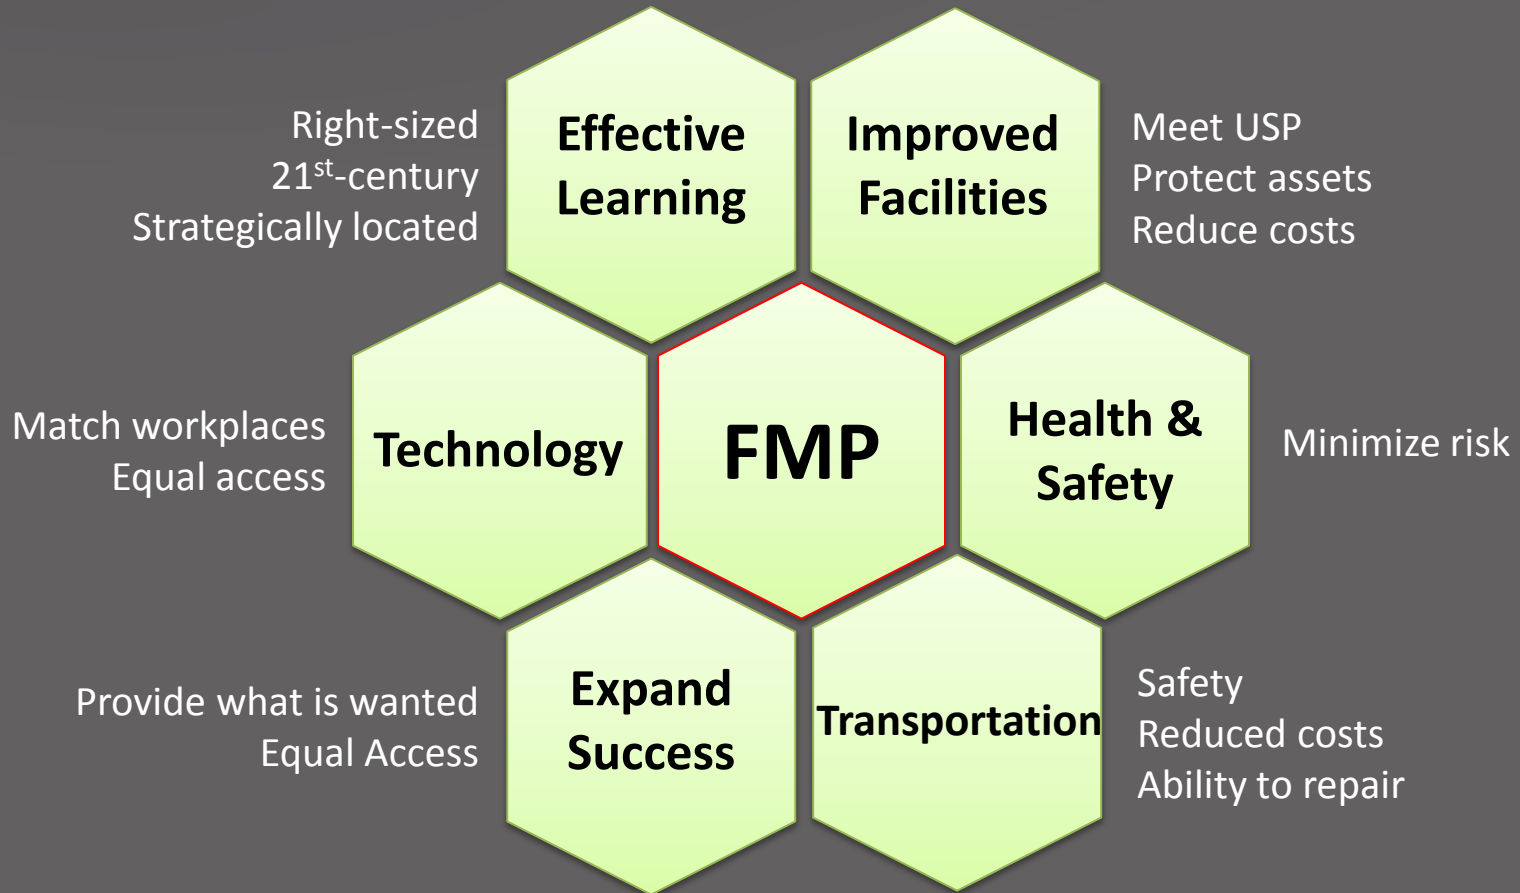 Right-sized
21st-century
Strategically located
Effective
Learning
Improved
Facilities
Meet USP
Protect assets
Reduce costs
Match workplaces
Equal access
Technology
FMP
Health &
Safety
Minimize risk
Provide what is wanted
Equal Access
Expand
Success
Transportation
Safety
Reduced costs
Ability to repair